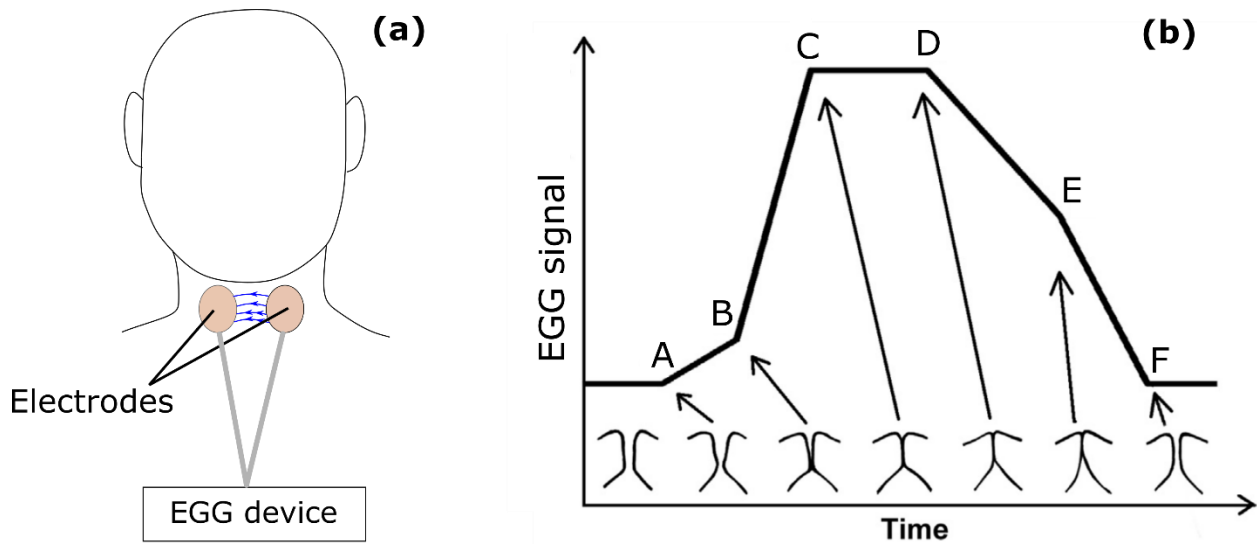 (a)
Electrodes
EGG device
(b)
EGG signal
A
B
C
D
E
F
Time